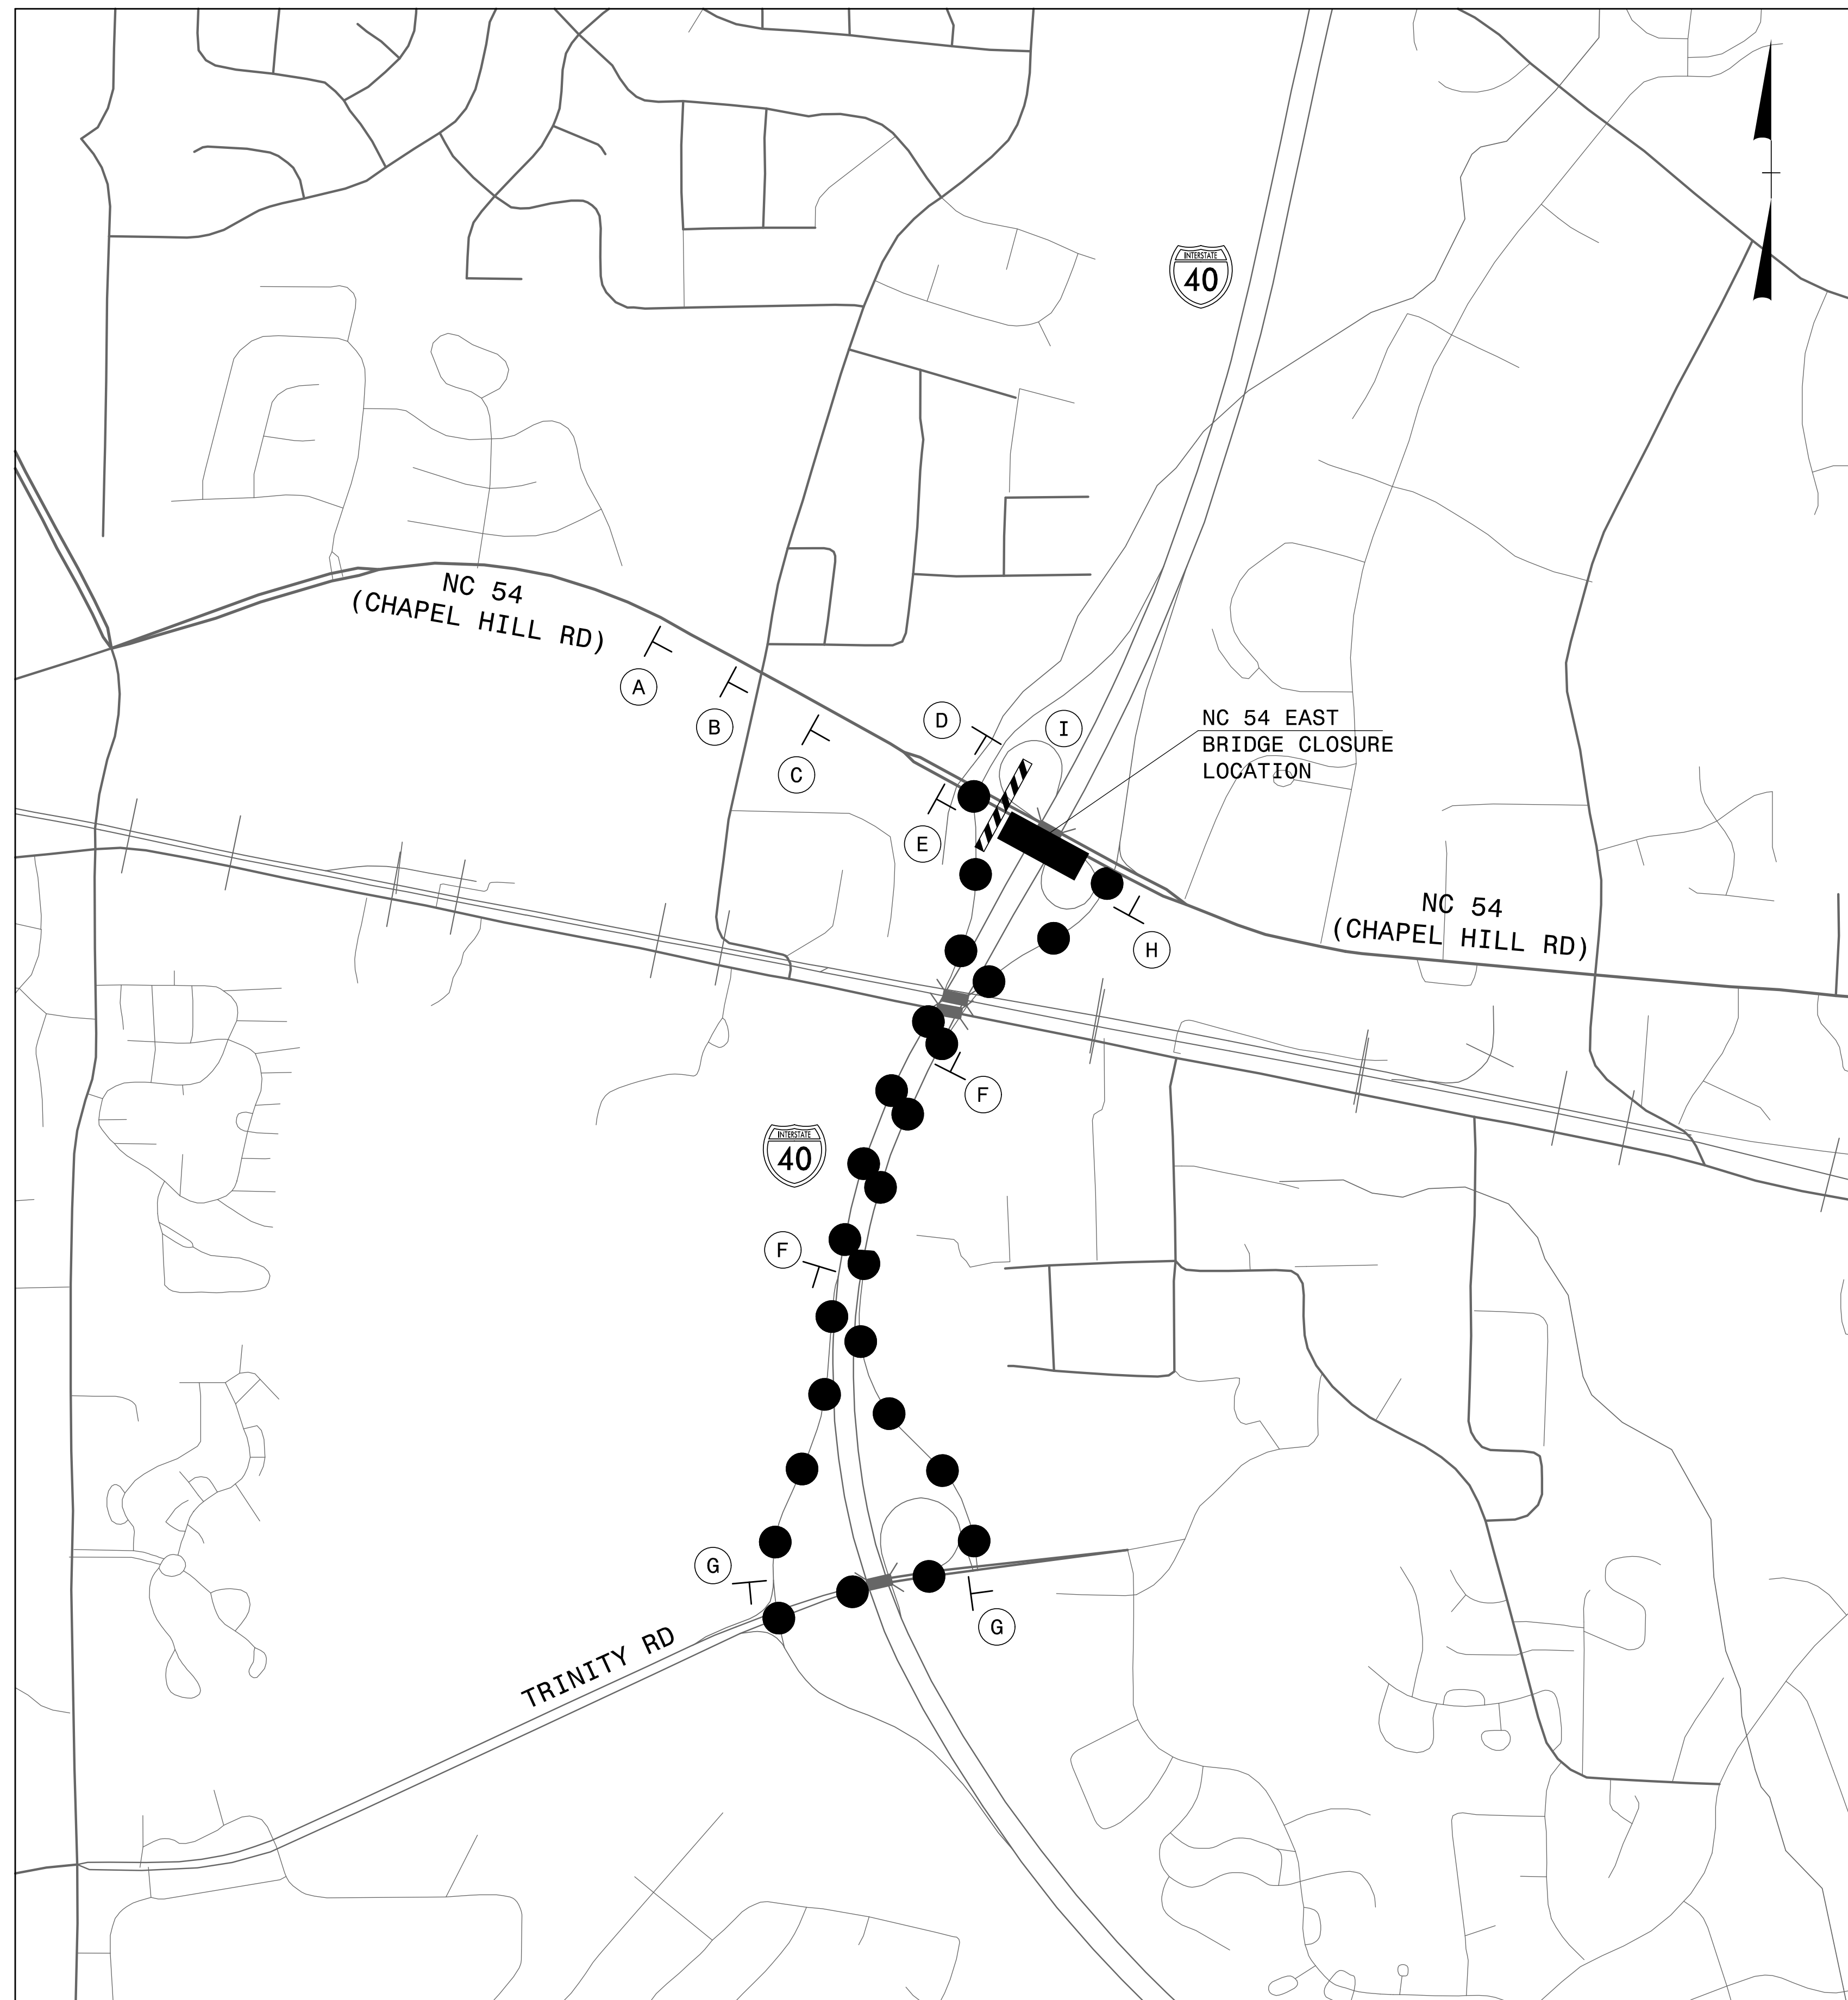 INTERSTATE
40
NC 54
(CHAPEL HILL RD)
A
B
C
D
I
E
NC 54 EAST
BRIDGE CLOSURE
LOCATION
NC 54
(CHAPEL HILL RD)
H
F
INTERSTATE
40
F
G
G
TRINITY RD